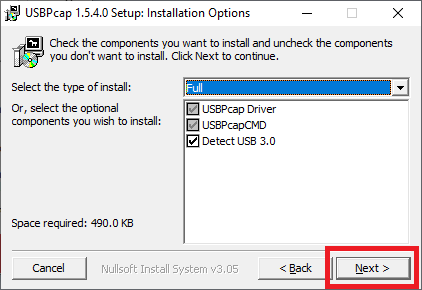 USBPcap 1.5.4.0 Setup: Installation Options
Check the components you want to install and uncheck the components
you don't want to install. Click Next to continue.
Select the type of install:
Full
Or, select the optional
components you wish to install:
USBPcap Driver
USBPcapCMD
Detect USB 3.0
Space required: 490.0 KB
Cancel
Nullsoft Install System v3.05
< Back
Next >